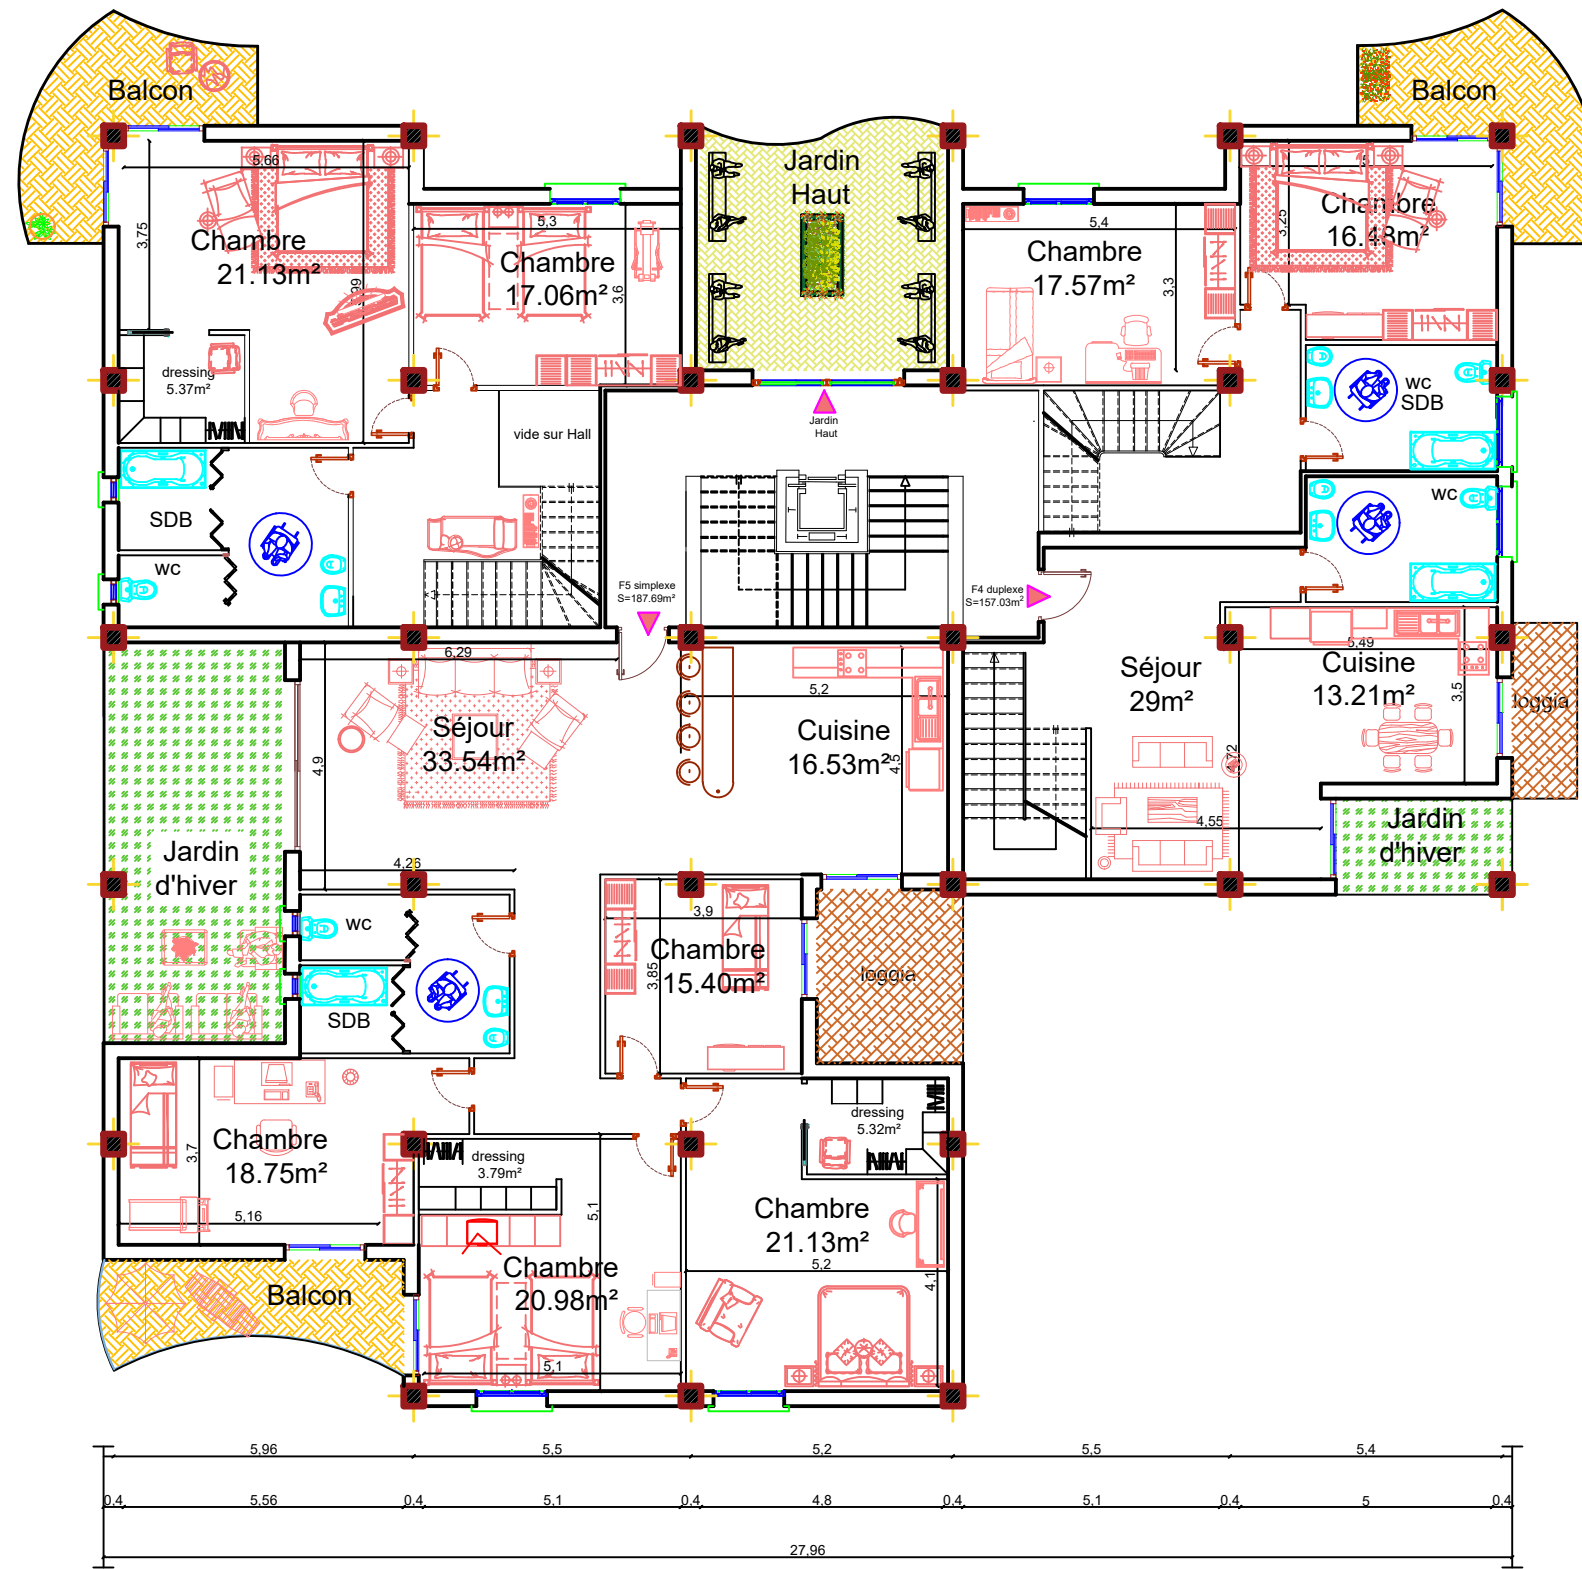 Balcon
Balcon
Jardin
Haut
5,66
5,3
5,4
3,75
Chambre
21.13m²
Chambre
17.06m²
3,6
Chambre
17.57m²
3,3
3,25
Chambre
16.48m²
dressing
5.37m²
vide sur Hall
Jardin
Haut
WC
SDB
SDB
WC
WC
F5 simplexe
S=187.69m²
F4 duplexe
S=157.03m²
6,29
5,2
5,49
Séjour
33.54m²
4,9
Cuisine
16.53m²
4,5
Séjour
29m²
4,72
Cuisine
13.21m²
3,5
loggia
4,55
Jardin
d'hiver
Jardin
d'hiver
4,26
WC
SDB
3,9
Chambre
15.40m²
3,85
loggia
Chambre
18.75m²
3,7
5,16
dressing
3.79m²
dressing
5.32m²
5,1
Chambre
21.13m²
5,2
4,1
Chambre
20.98m²
5,1
Balcon
5,96
5,5
5,2
5,5
5,4
0,4
5,56
0,4
5,1
0,4
4,8
0,4
5,1
0,4
5
0,4
27,96